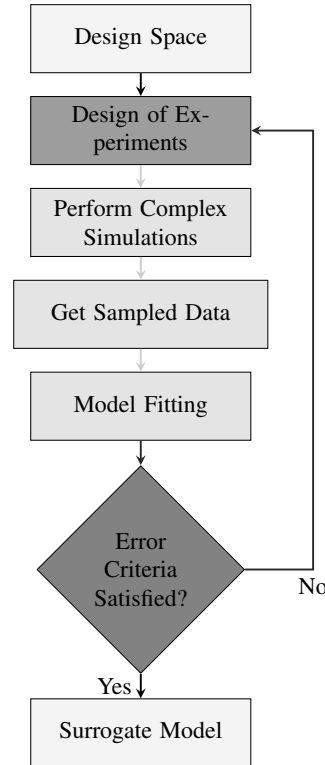 Design Space
Design of Ex-
periments
Perform Complex
Simulations
Get Sampled Data
Model Fitting
Error
Criteria
Satisfied?
No
Yes
Surrogate Model